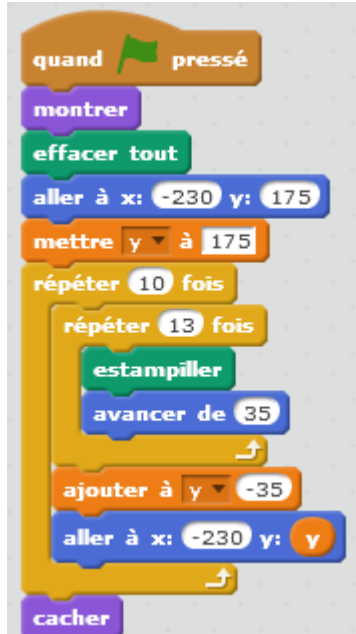 quand pressé
montrer
effacer tout
aller à x: -230 y: 175
mettre y à 175
répéter 10 fois
répéter 13 fois
estampiller
avancer de 35
ajouter à y -35
aller à x: -230 y: y
cacher